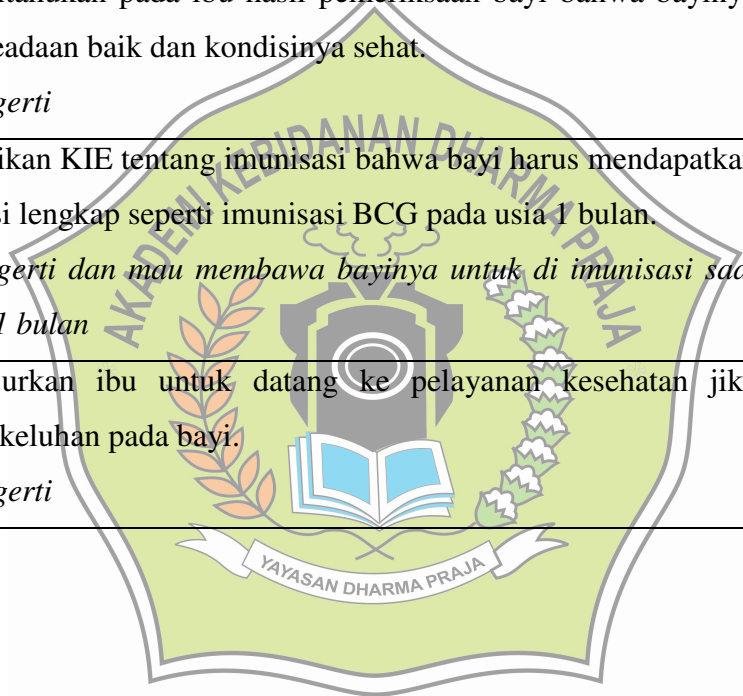 pada ibu hasil pemeriksaan bayi bahwa
eadaan baik dan kondisinya sehat.
gerti
ikan KIE tentang imunisasi bahwa bayi harus mendapatka
si lengkap seperti imunisasi BCG pada usia 1 bulan.
gerti dan mau membawa bayinya untuk di imunisasi saa
1 bulan
urkan ibu untuk datang ke pelayanan kesehatan jik
keluhan pada bayi.
gerti
AKADEMI KEBIDANAN DHARMA PRAJA
YAYASAN DHARMA PRAJA